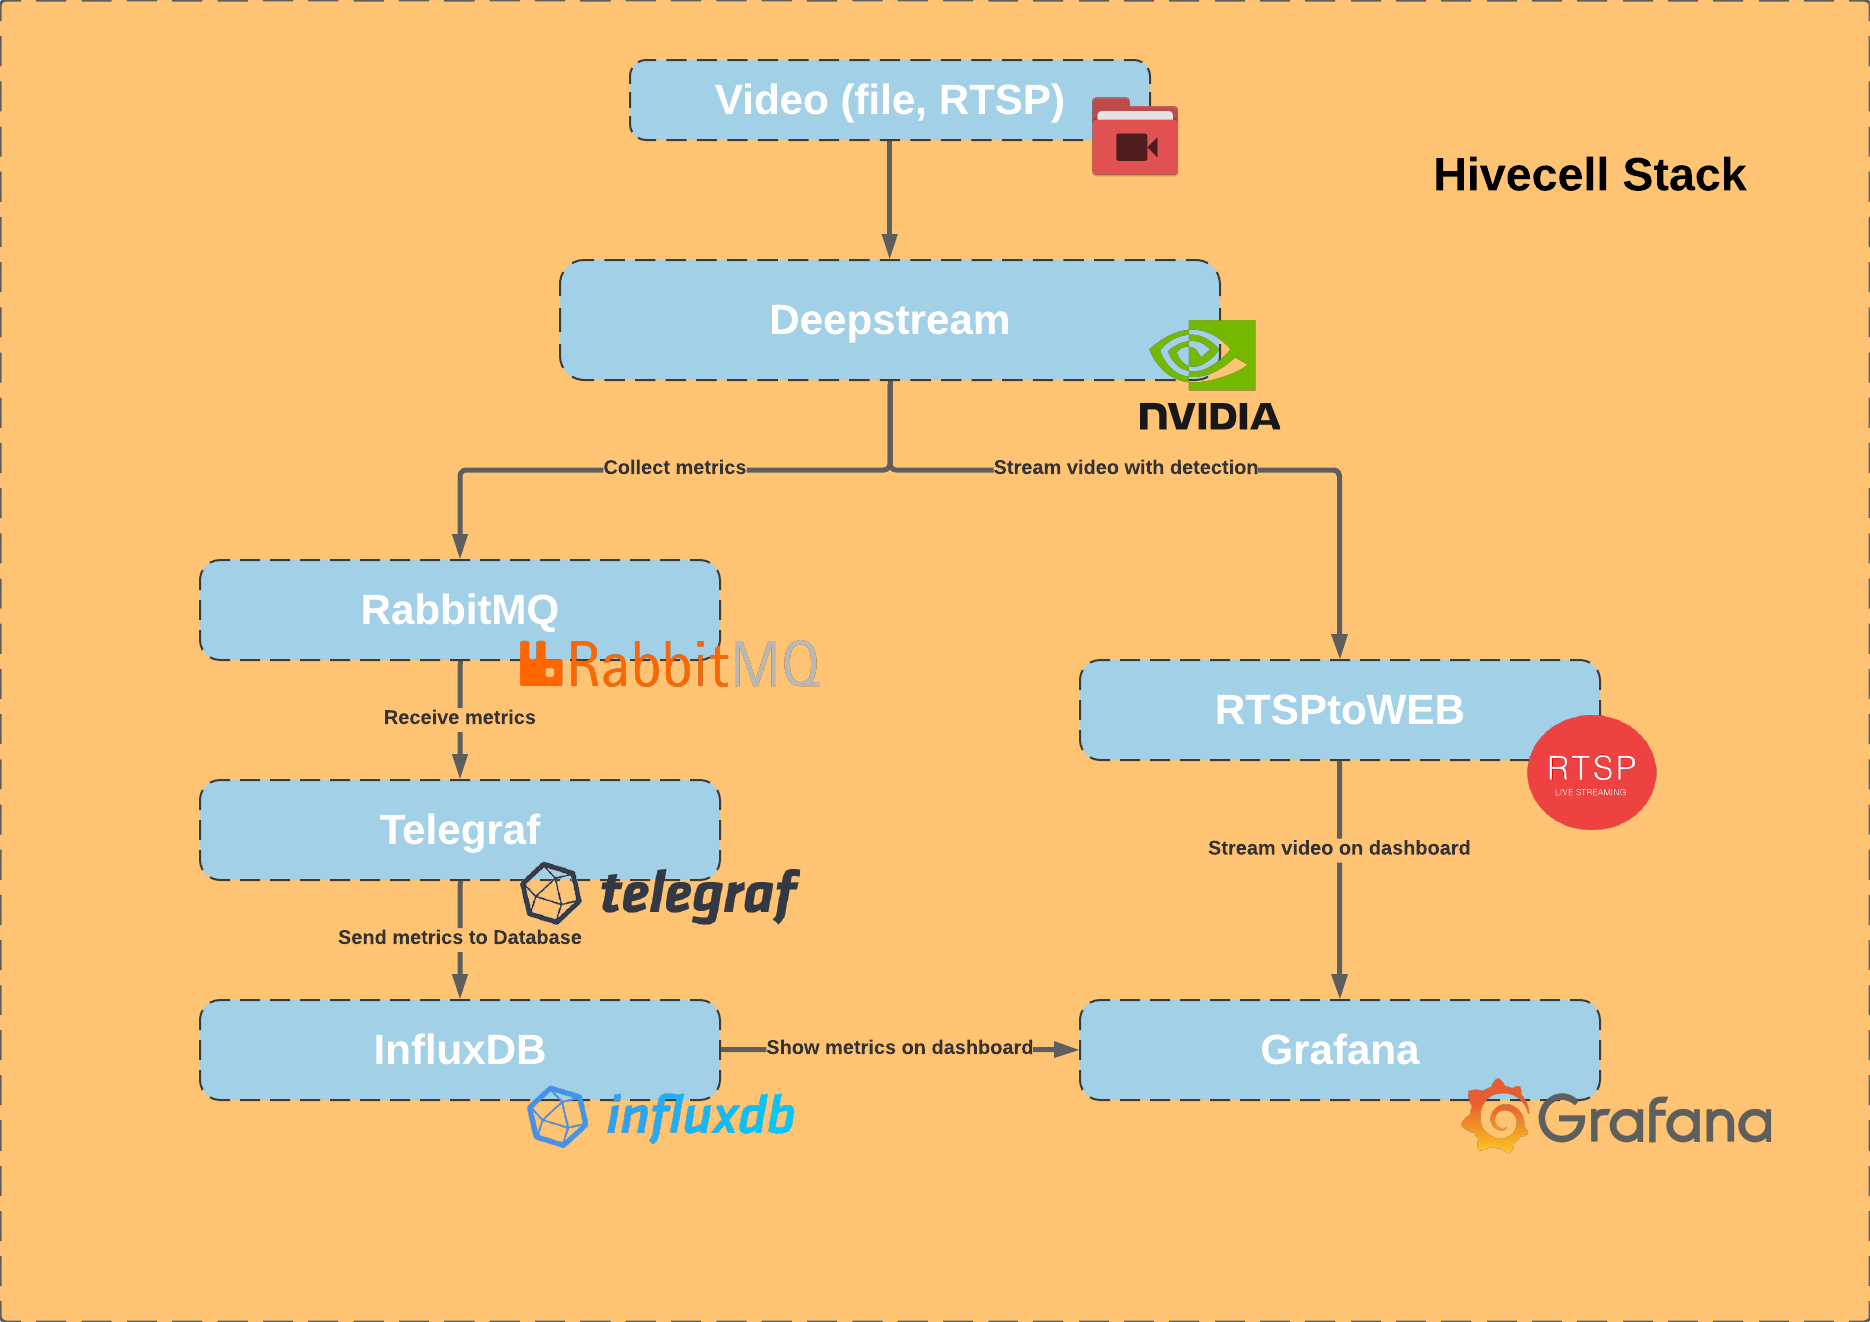 Video (file, RTSP)
Hivecell Stack
Deepstream
NVIDIA
Collect metrics
Stream video with detection
RabbitMQ
RabbitMQ
Receive metrics
RTSPtoWEB
RTSP
LIVE STREAMING
Telegraf
telegraf
Stream video on dashboard
Send metrics to Database
InfluxDB
influxdb
Show metrics on dashboard
Grafana
Grafana